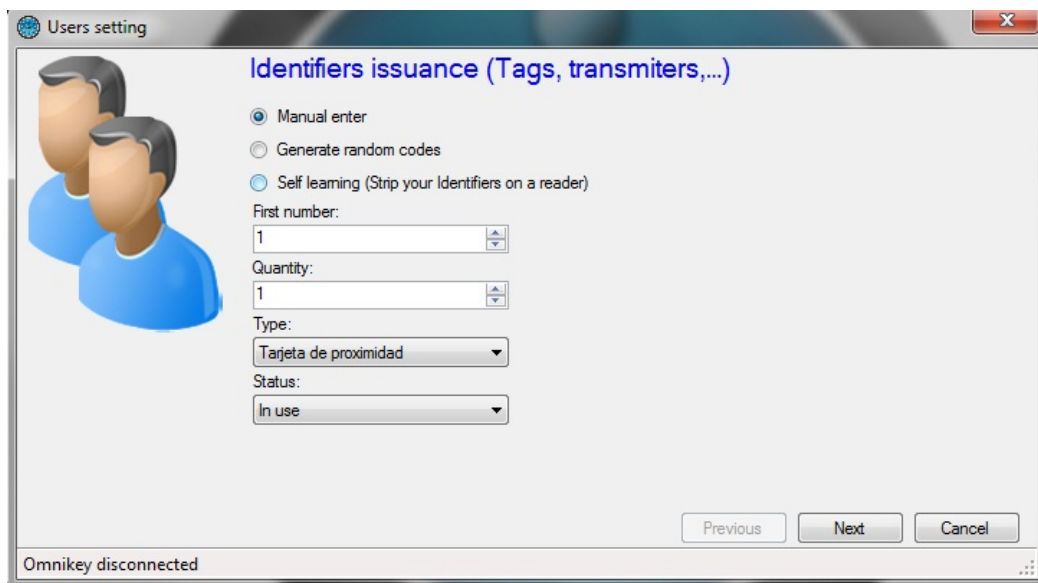 Users setting
Identifiers issuance (Tags, transmiters,...)
Manual enter
Generate random codes
Self learning (Strip your Identifiers on a reader)
First number:
1
Quantity:
1
Type:
Tarjeta de proximidad
Status:
In use
Previous Next Cancel
Omnikey disconnected